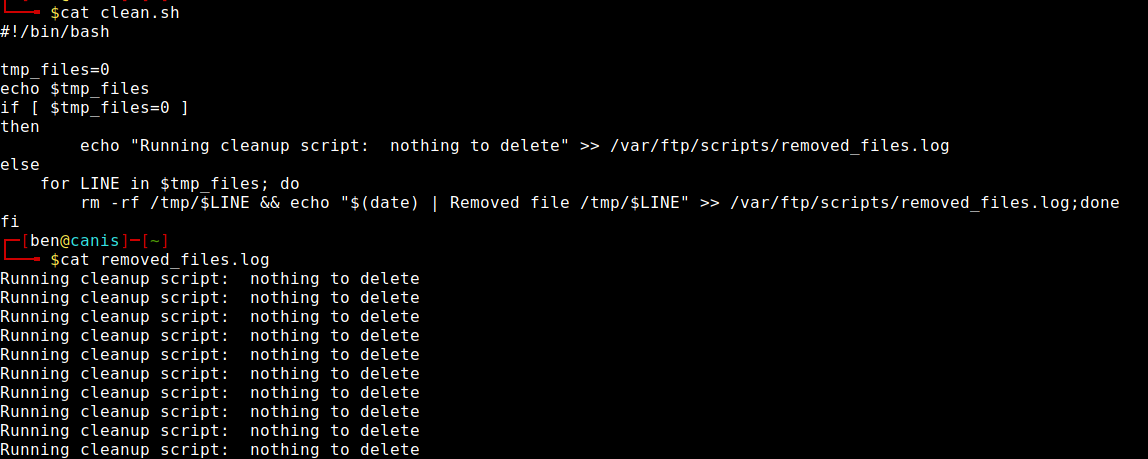 $cat clean.sh
#!/bin/bash

tmp_files=0
echo $tmp_files
if [ $tmp_files=0 ]
then
        echo "Running cleanup script:  nothing to delete" >> /var/ftp/scripts/removed_files.log
else
    for LINE in $tmp_files; do
        rm -rf /tmp/$LINE && echo "$(date) | Removed file /tmp/$LINE" >> /var/ftp/scripts/removed_files.log;done
fi
[ben@canis]─[~]
$cat removed_files.log
Running cleanup script:  nothing to delete
Running cleanup script:  nothing to delete
Running cleanup script:  nothing to delete
Running cleanup script:  nothing to delete
Running cleanup script:  nothing to delete
Running cleanup script:  nothing to delete
Running cleanup script:  nothing to delete
Running cleanup script:  nothing to delete
Running cleanup script:  nothing to delete
Running cleanup script:  nothing to delete